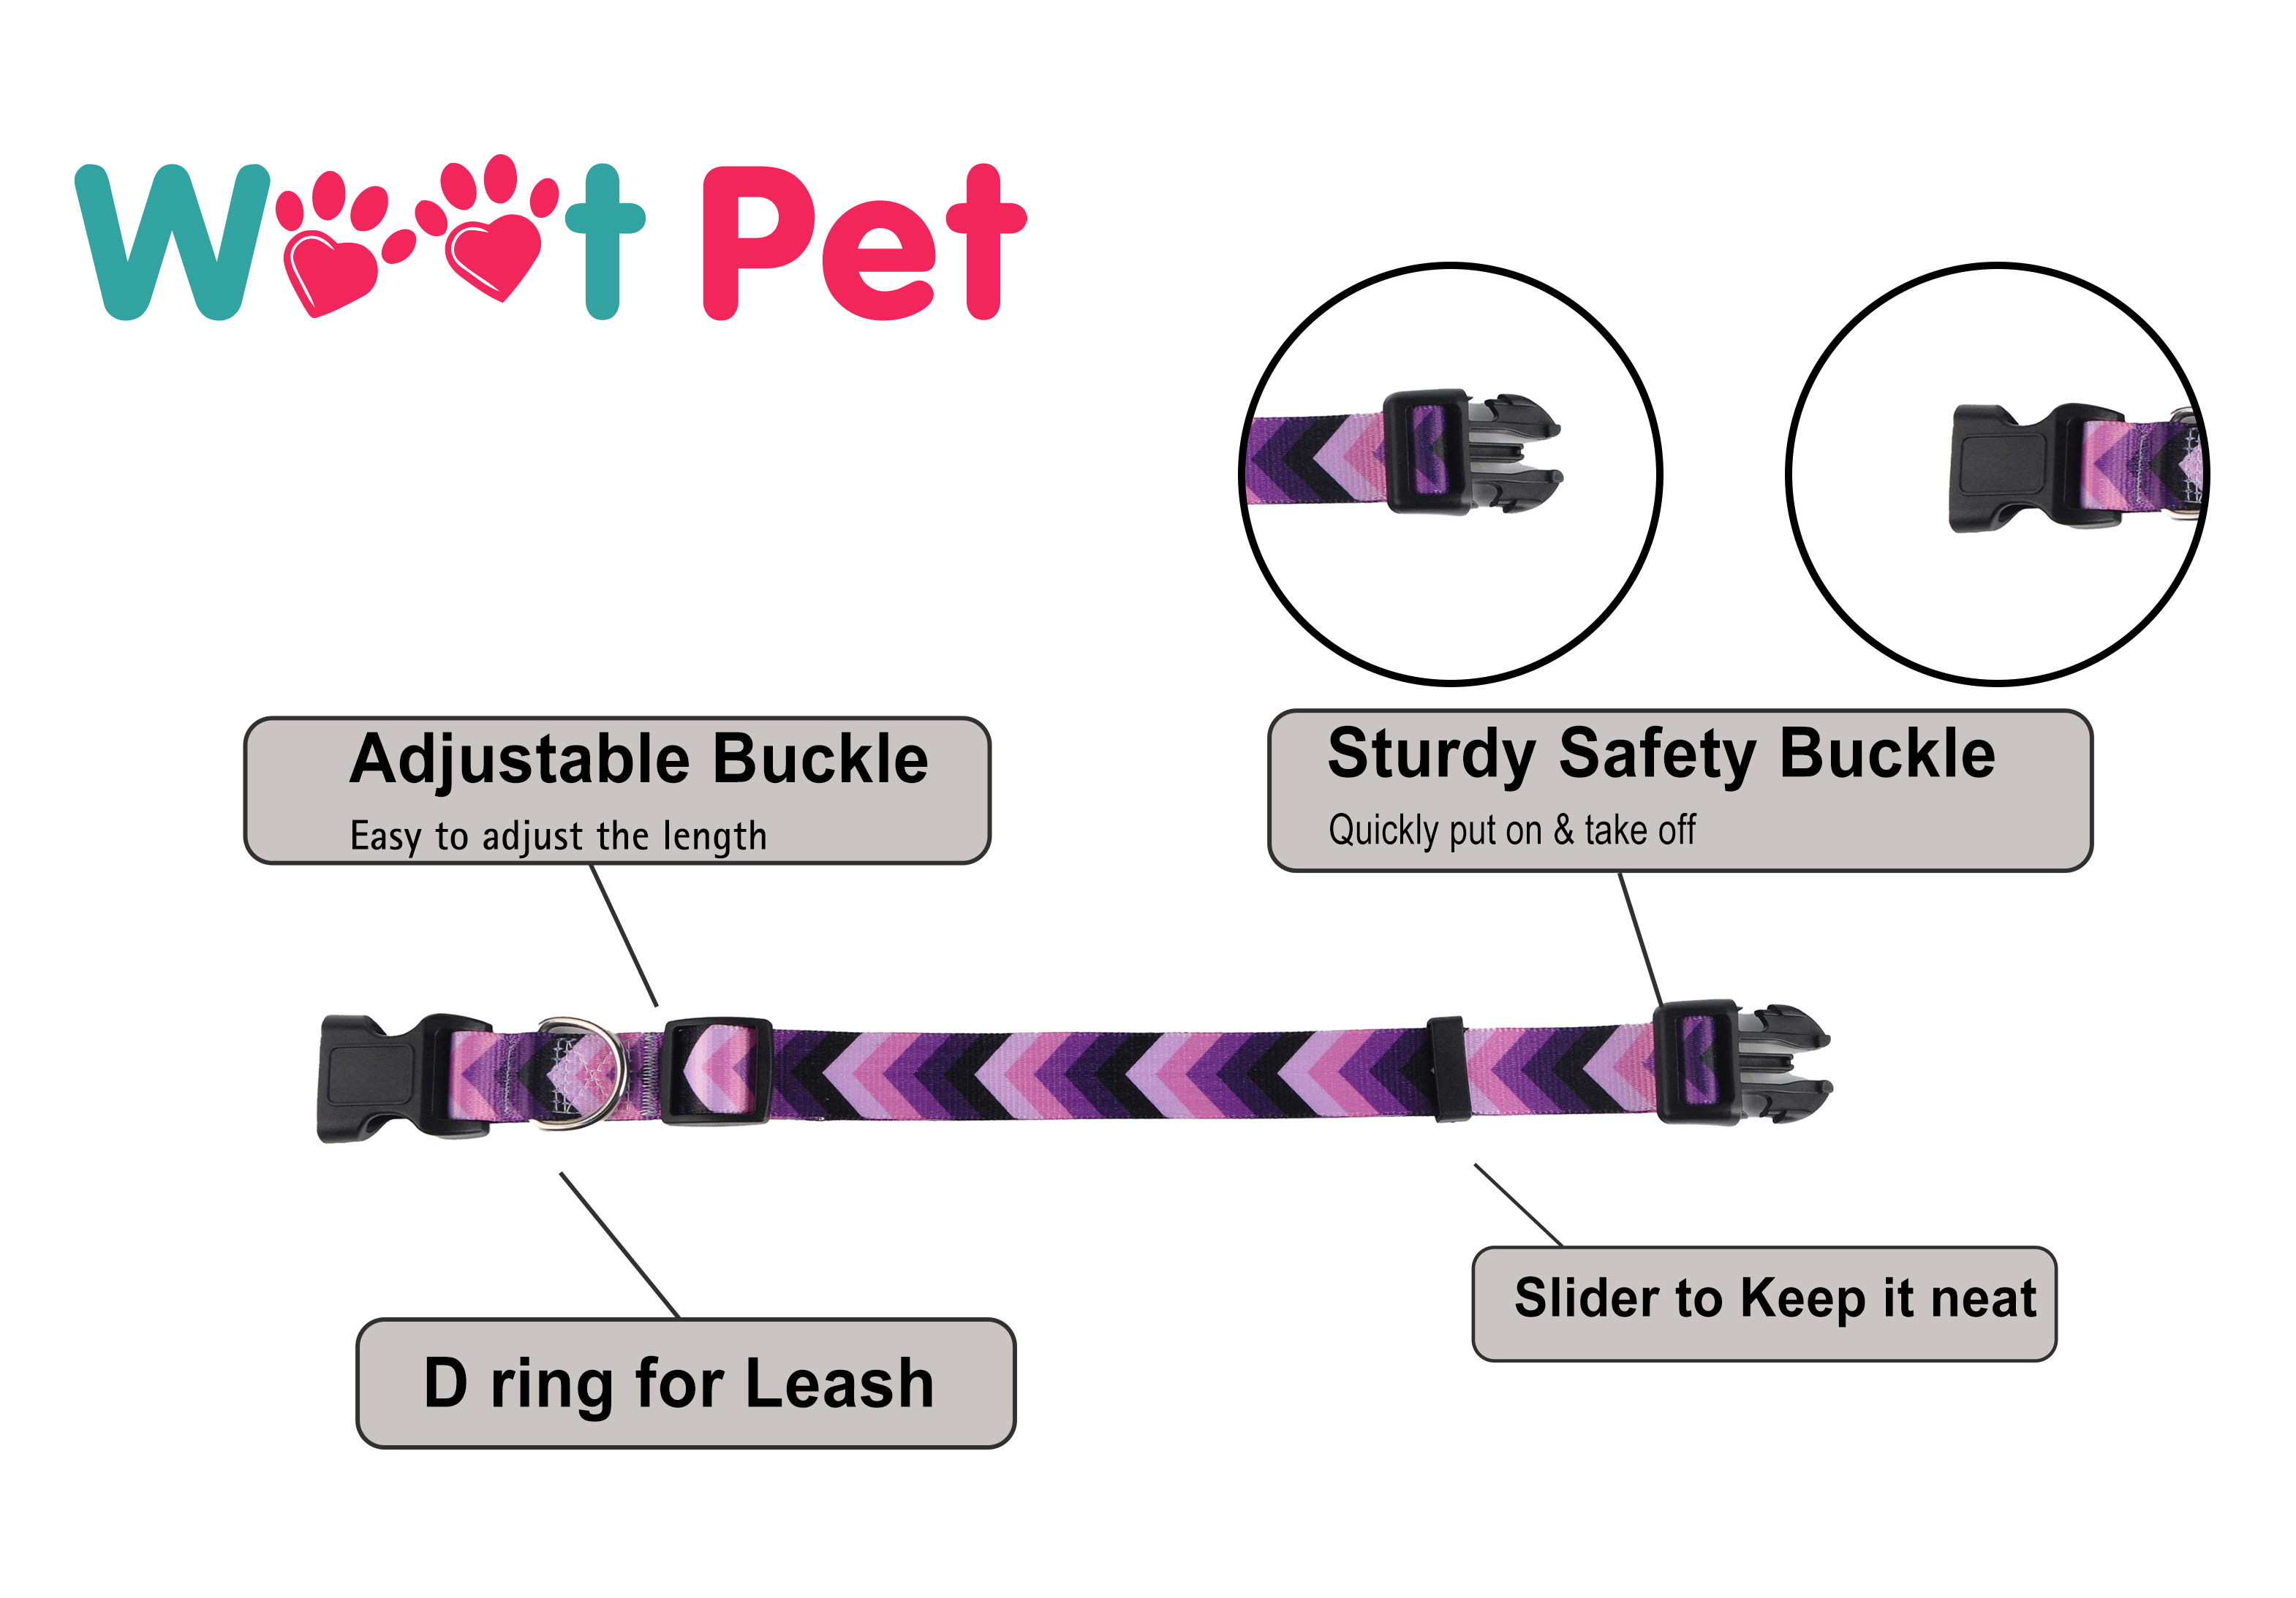 Woot Pet
Adjustable Buckle
Easy to adjust the length
Sturdy Safety Buckle
Quickly put on & take off
D ring for Leash
Slider to Keep it neat